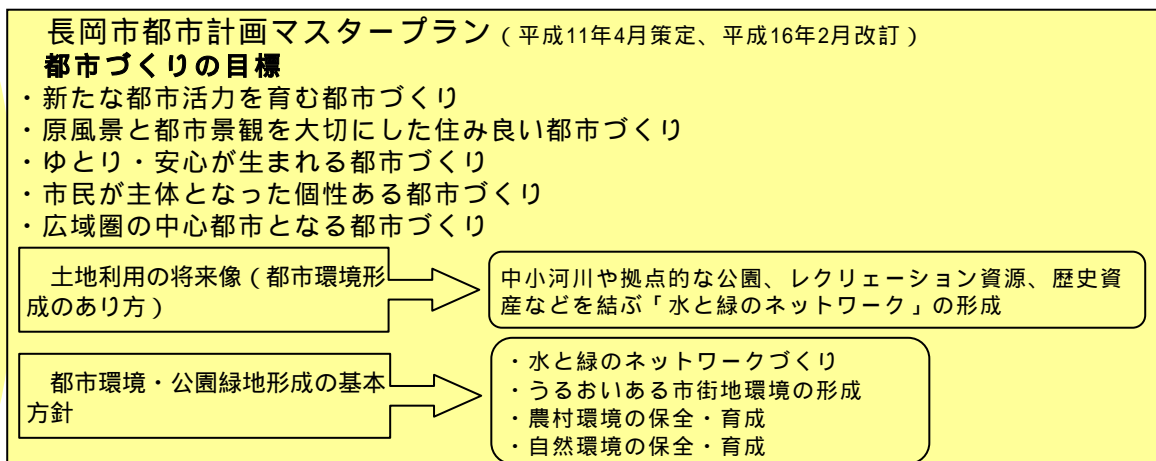 長岡市都市計画マスタープラン（平成11年4月策定、平成16年2月改訂）
都市づくりの目標
・新たな都市活力を育む都市づくり
・原風景と都市景観を大切にした住み良い都市づくり
・ゆとり・安心が生まれる都市づくり
・市民が主体となった個性ある都市づくり
・広域圏の中心都市となる都市づくり
土地利用の将来像（都市環境形
成のあり方）
中小河川や拠点的な公園、レクリェーション資源、歴史資
産などを結ぶ「水と緑のネットワーク」の形成
都市環境・公園緑地形成の基本
方針
・水と緑のネットワークづくり
・うるおいある市街地環境の形成
・農村環境の保全・育成
・自然環境の保全・育成